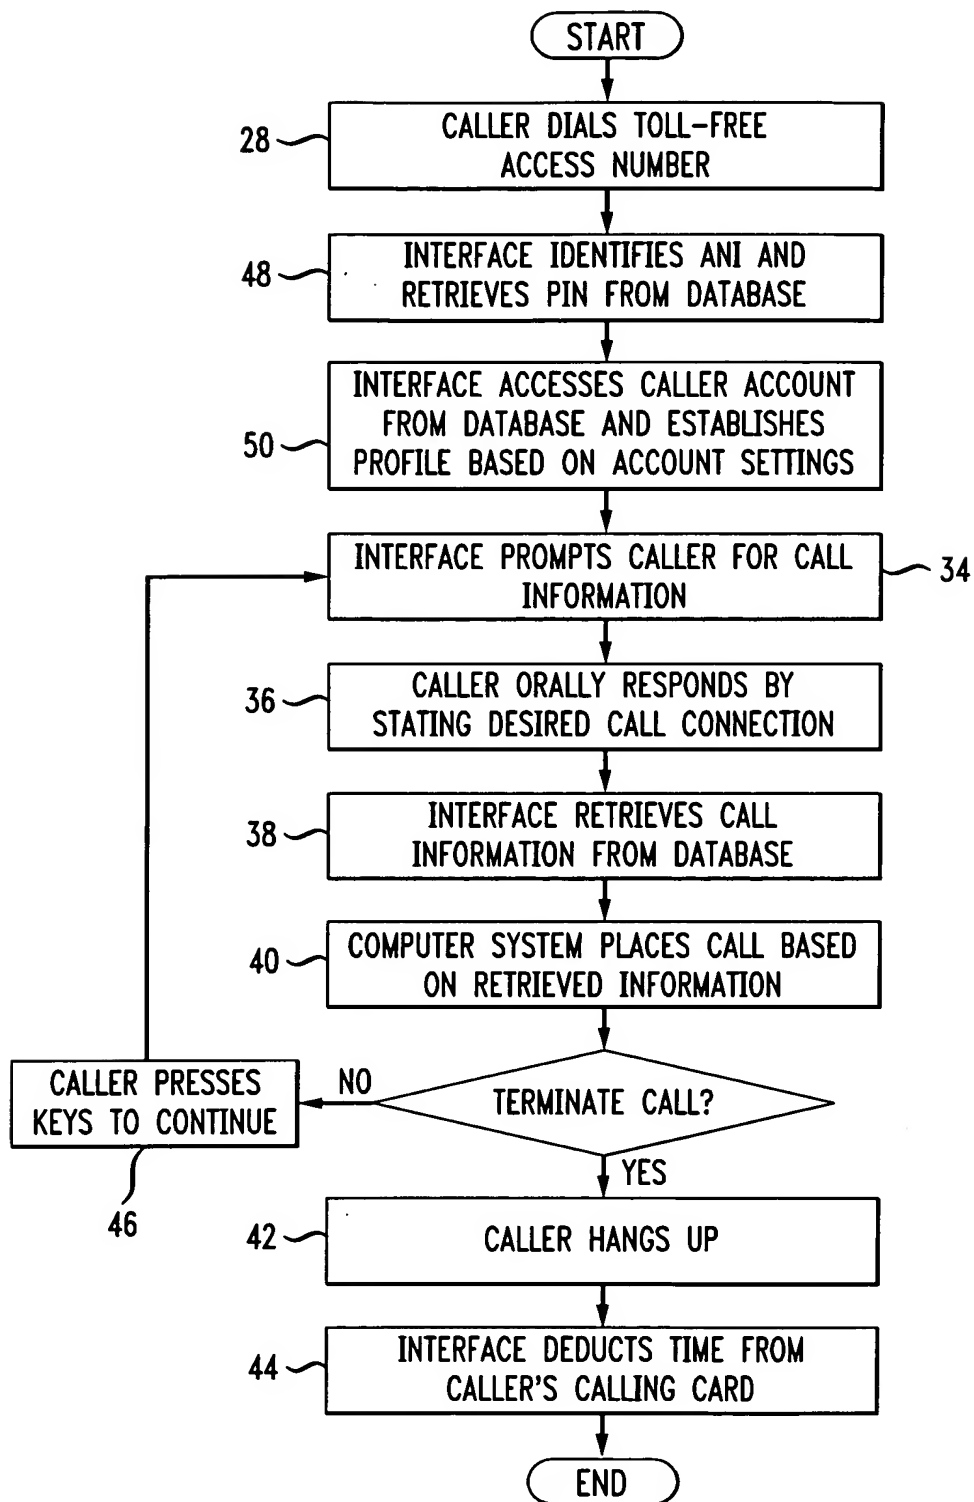 START
28
CALLER DIALS TOLL-FREE
ACCESS NUMBER
48
INTERFACE IDENTIFIES ANI AND
RETRIEVES PIN FROM DATABASE
50
INTERFACE ACCESSES CALLER ACCOUNT
FROM DATABASE AND ESTABLISHES
PROFILE BASED ON ACCOUNT SETTINGS
INTERFACE PROMPTS CALLER FOR CALL
INFORMATION
34
36
CALLER ORALLY RESPONDS BY
STATING DESIRED CALL CONNECTION
38
INTERFACE RETRIEVES CALL
INFORMATION FROM DATABASE
40
COMPUTER SYSTEM PLACES CALL BASED
ON RETRIEVED INFORMATION
TERMINATE CALL?
NO
CALLER PRESSES
KEYS TO CONTINUE
46
YES
42
CALLER HANGS UP
44
INTERFACE DEDUCTS TIME FROM
CALLER'S CALLING CARD
END